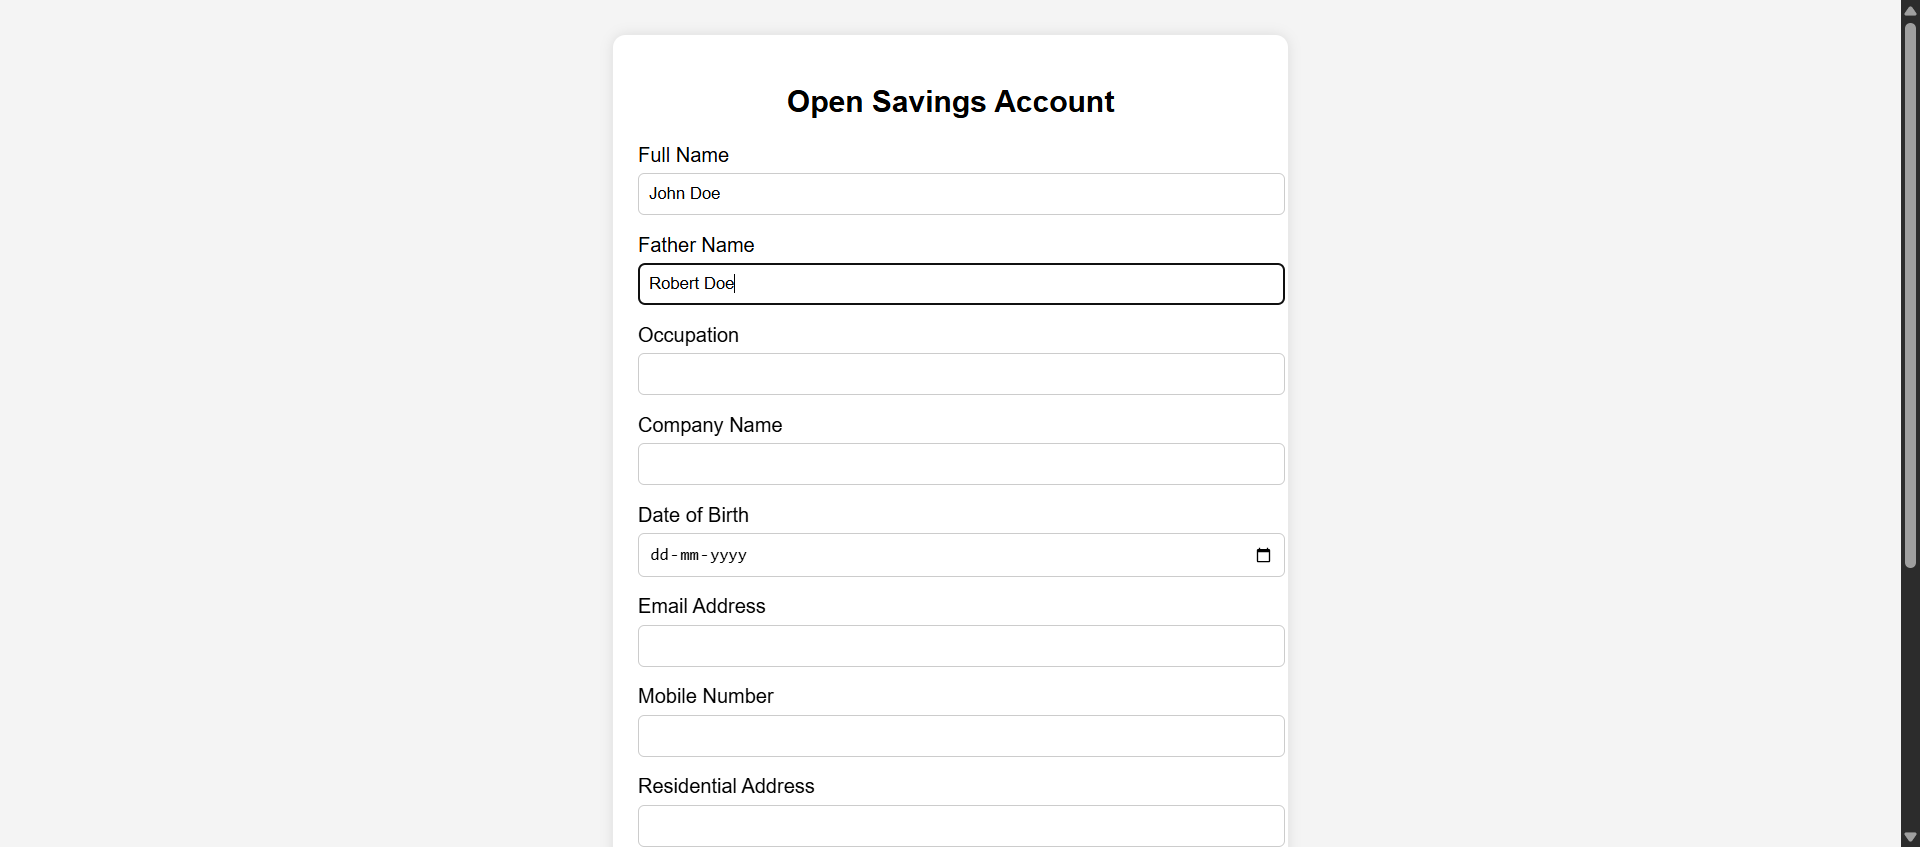 Open Savings Account
Full Name
John Doe
Father Name
Robert Doe
Occupation
Company Name
Date of Birth
dd-mm-yyyy
Email Address
Mobile Number
Residential Address